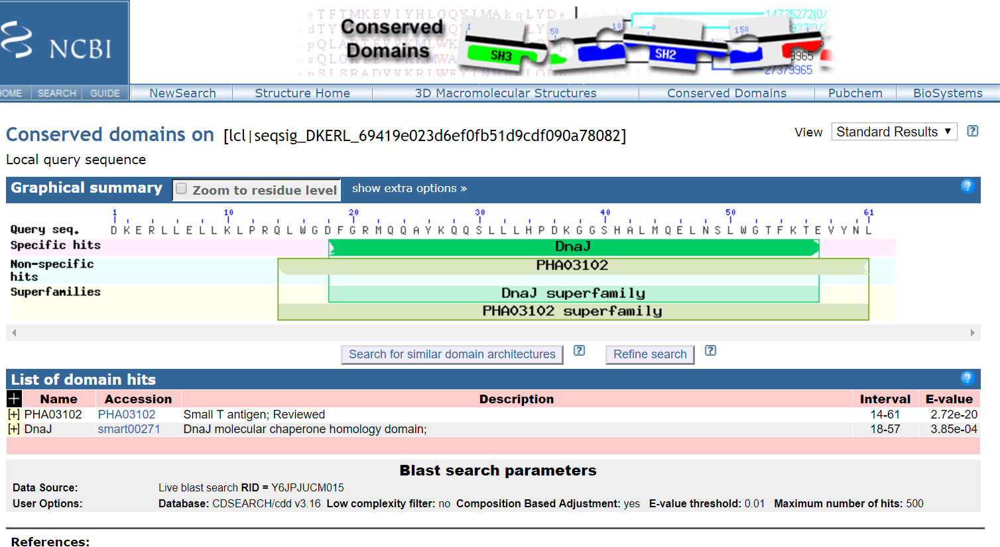 Conserved
Domains
SH3
SH2
1
50
10
150
27379965
NCBI
HOME SEARCH GUIDE NewSearch Structure Home 3D Macromolecular Structures Conserved Domains Pubchem BioSystems
Conserved domains on [lcl|seqsig_DKERL_69419e023d6ef0fb51d9cdf090a78082] View Standard Results ▼ ?
Local query sequence
Graphical summary Zoom to residue level show extra options » ?
1 10 20 30 40 50 61
Query seq. D K E R L L E L L K L P R Q L W G D F G R M Q Q A Y K Q Q S L L L H P D K G G S H A L M Q E L N S L W G T F K T E V Y N L
Specific hits DnaJ
Non-specific PHA03102
hits
Superfamilies DnaJ superfamily
PHA03102 superfamily
Search for similar domain architectures ? Refine search ?
List of domain hits ?
+ Name Accession Description Interval E-value
[+] PHA03102 PHA03102 Small T antigen; Reviewed 14-61 2.72e-20
[+] DnaJ smart00271 DnaJ molecular chaperone homology domain; 18-57 3.85e-04
Blast search parameters
Data Source: Live blast search RID = Y6JPJUCM015
User Options: Database: CDSEARCH/cdd v3.16 Low complexity filter: no Composition Based Adjustment: yes E-value threshold: 0.01 Maximum number of hits: 500
References: